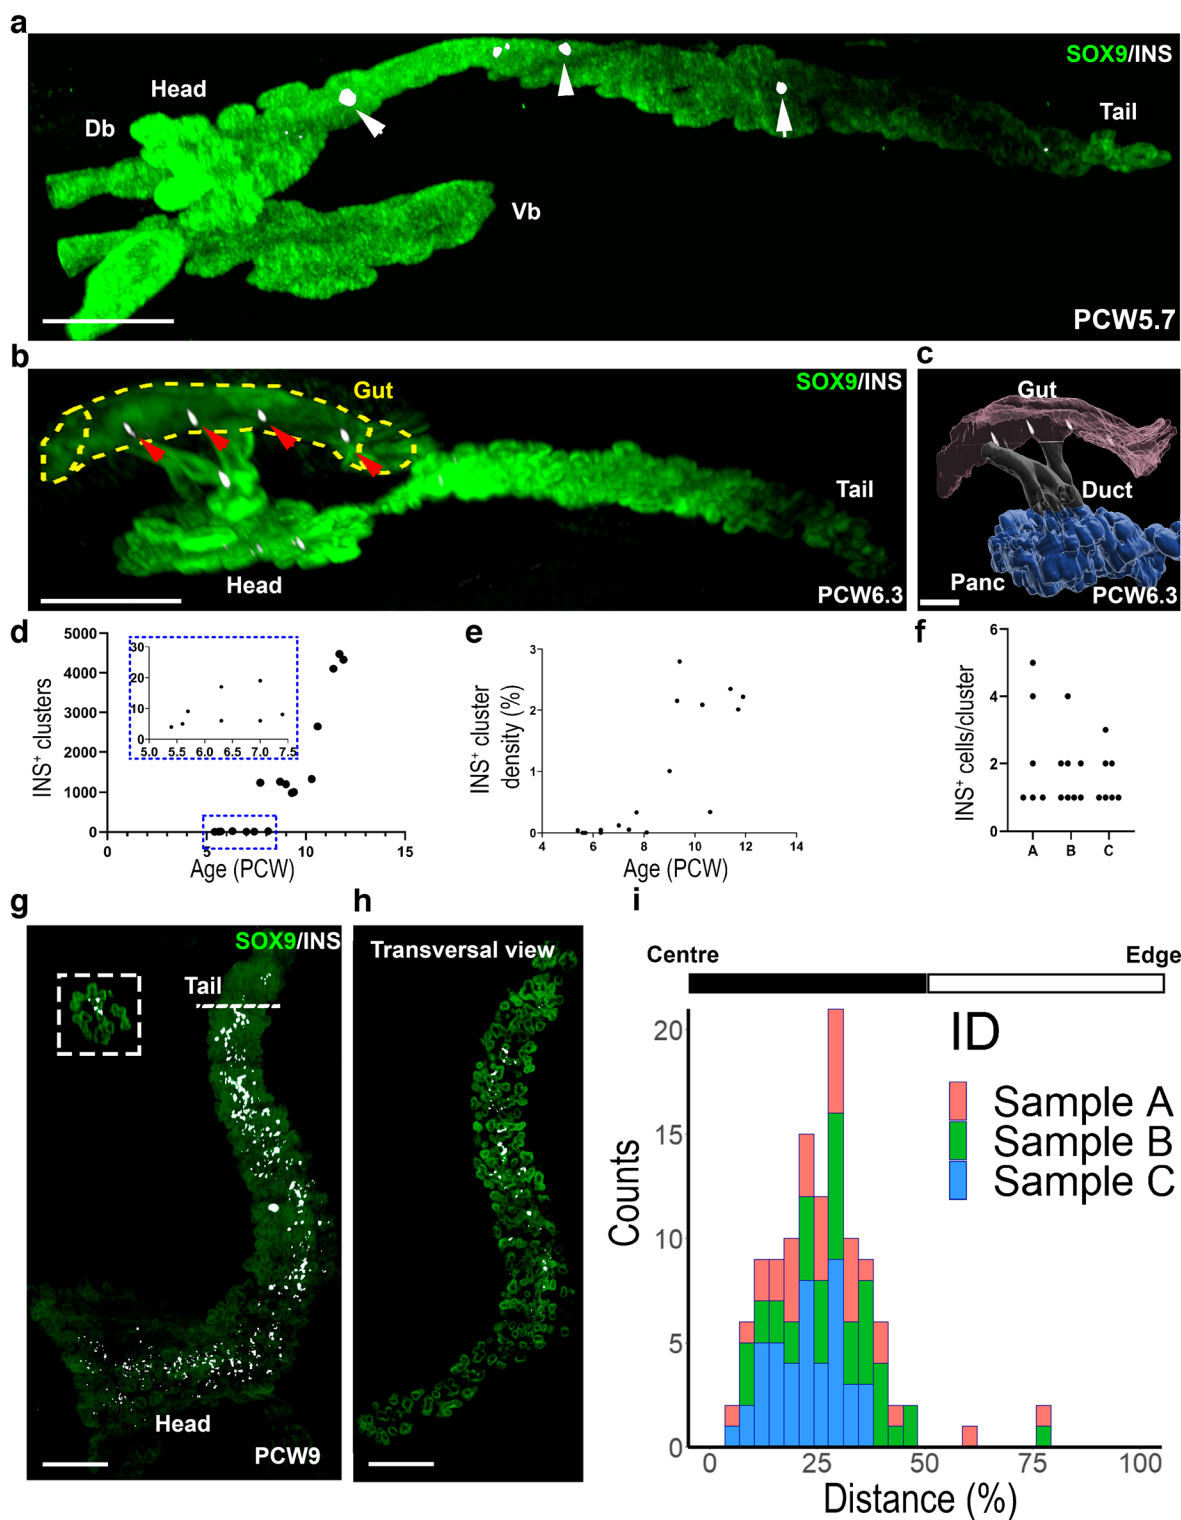 a
SOX9/INS
Head
Db
Tail
Vb
PCW5.7
b
SOX9/INS
Gut
Tail
Head
PCW6.3
c
Gut
Duct
Panc
PCW6.3
d
INS+ clusters
5000
4000
3000
2000
1000
0
30
20
10
0
5.0 5.5 6.0 6.5 7.0 7.5
0 5 10 15
Age (PCW)
e
INS+ cluster
density (%)
3
2
1
0
4 6 8 10 12 14
Age (PCW)
f
INS+ cells/cluster
6
4
2
0
A B C
g
SOX9/INS
Tail
Head
PCW9
h
Transversal view
i
Centre Edge
ID
Sample A
Sample B
Sample C
Counts
20
15
10
5
0
0 25 50 75 100
Distance (%)